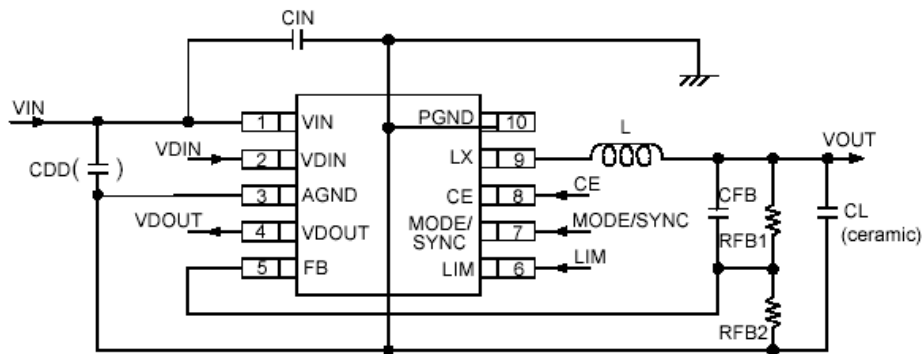 CIN
VIN
1 VIN
PGND 10
L
VOUT
VDIN
2 VDIN
LX 9
CDD( )
CE
CFB
3 AGND
CE 8
CL
(ceramic)
VDOUT
4 VDOUT
MODE/
SYNC
7
MODE/SYNC
RFB1
5 FB
LIM 6
LIM
RFB2